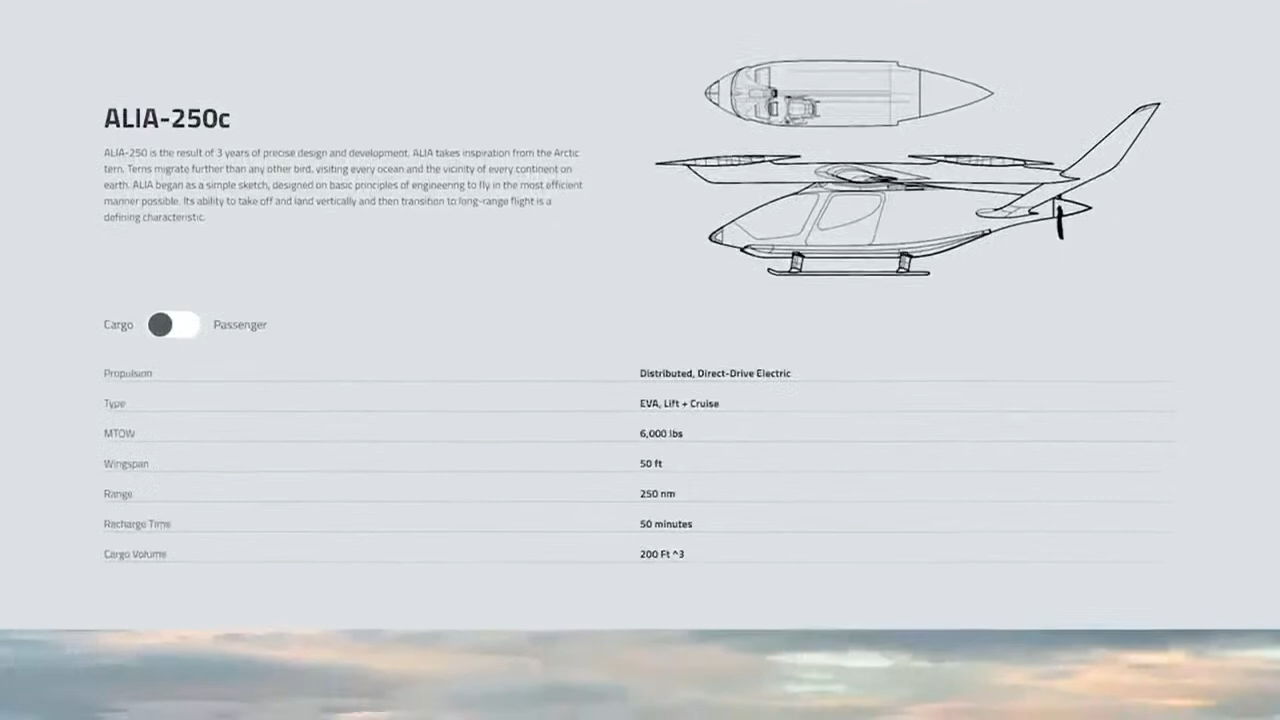 ALIA-250c
ALIA-250 is the result of 3 years of precise design and development. ALIA takes inspiration from the Arctic
tern. Terns migrate further than any other bird, visiting every ocean and the vicinity of every continent on
earth. ALIA began as a simple sketch, designed on basic principles of engineering to fly in the most efficient
manner possible. Its ability to take off and land vertically and then transition to long-range flight is a
defining characteristic.
Cargo Passenger
Propulsion Distributed, Direct-Drive Electric
Type EVA, Lift + Cruise
MTOW 6,000 lbs
Wingspan 50 ft
Range 250 nm
Recharge Time 50 minutes
Cargo Volume 200 Ft ^3